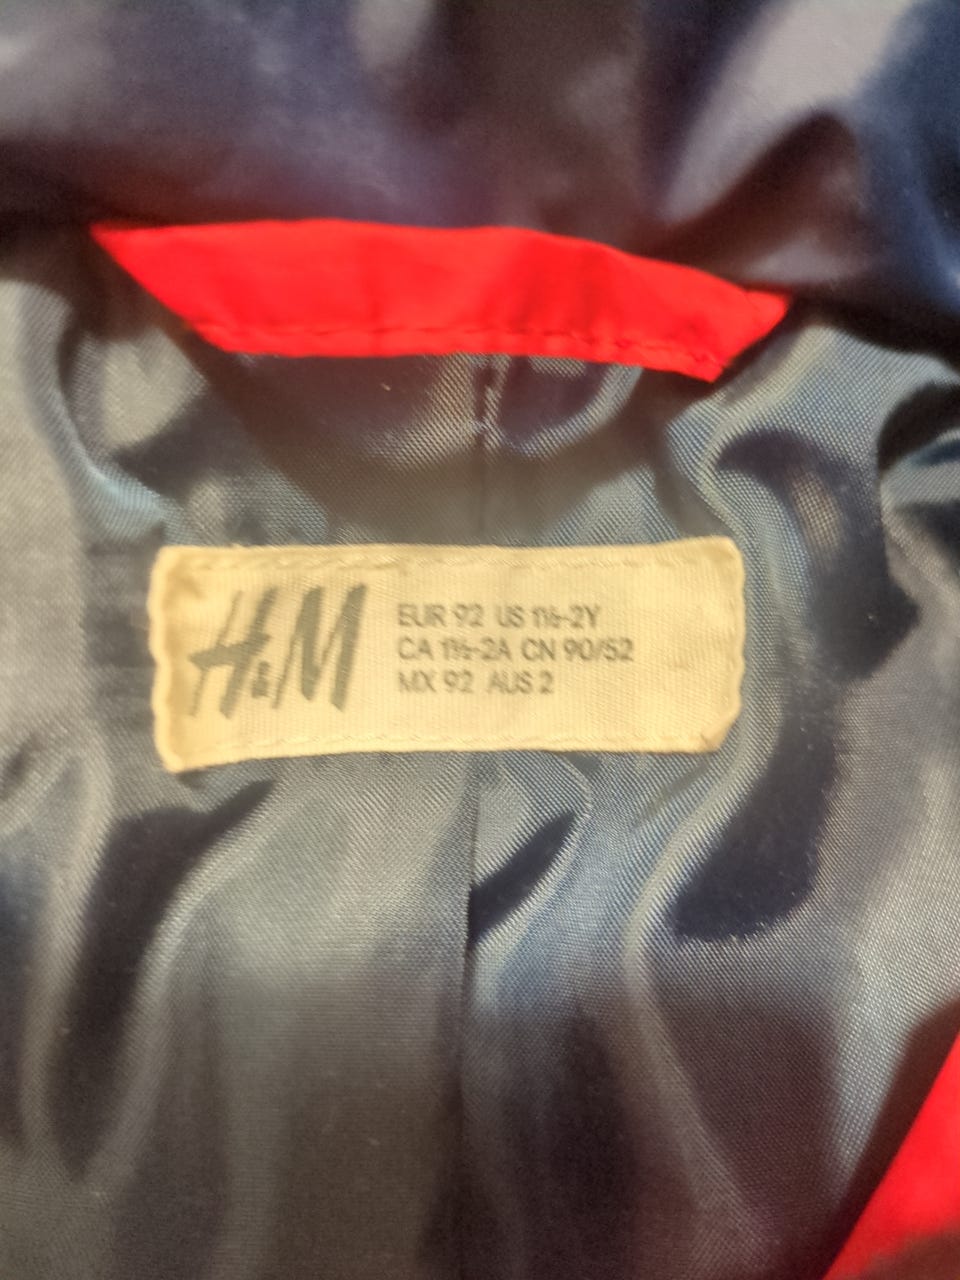 H&M
EUR 92 US 1½-2Y
CA 1½-2A CN 90/52
MX 92 AUS 2